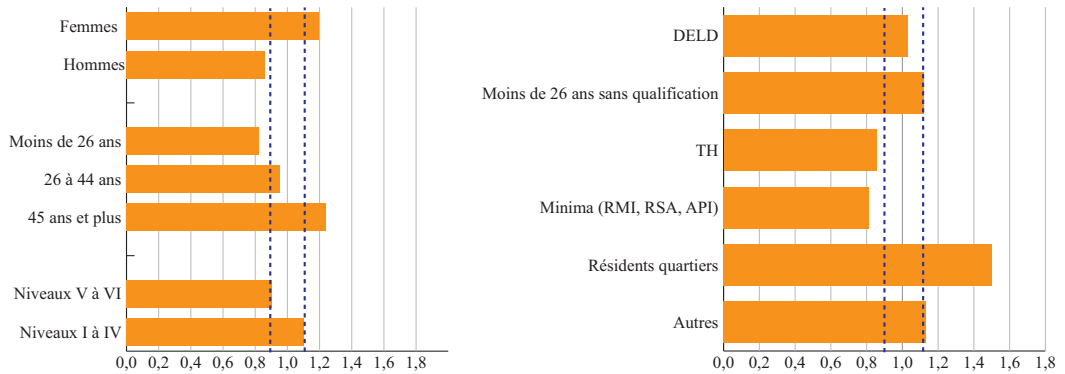 Femmes
Hommes
Moins de 26 ans
26 à 44 ans
45 ans et plus
Niveaux V à VI
Niveaux I à IV
0,0 0,2 0,4 0,6 0,8 1,0 1,2 1,4 1,6 1,8
DELD
Moins de 26 ans sans qualification
TH
Minima (RMI, RSA, API)
Résidents quartiers
Autres
0,0 0,2 0,4 0,6 0,8 1,0 1,2 1,4 1,6 1,8